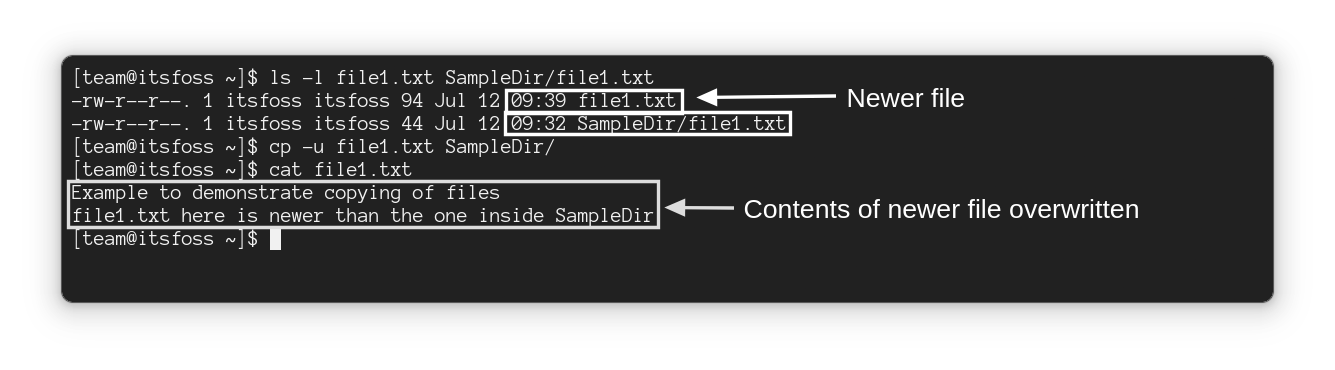 [team@itsfoss ~]$ ls -l file1.txt SampleDir/file1.txt
-rw-r--r--. 1 itsfoss itsfoss 94 Jul 12 09:39 file1.txt
Newer file
-rw-r--r--. 1 itsfoss itsfoss 44 Jul 12 09:32 SampleDir/file1.txt
[team@itsfoss ~]$ cp -u file1.txt SampleDir/
[team@itsfoss ~]$ cat file1.txt
Example to demonstrate copying of files
file1.txt here is newer than the one inside SampleDir
Contents of newer file overwritten
[team@itsfoss ~]$